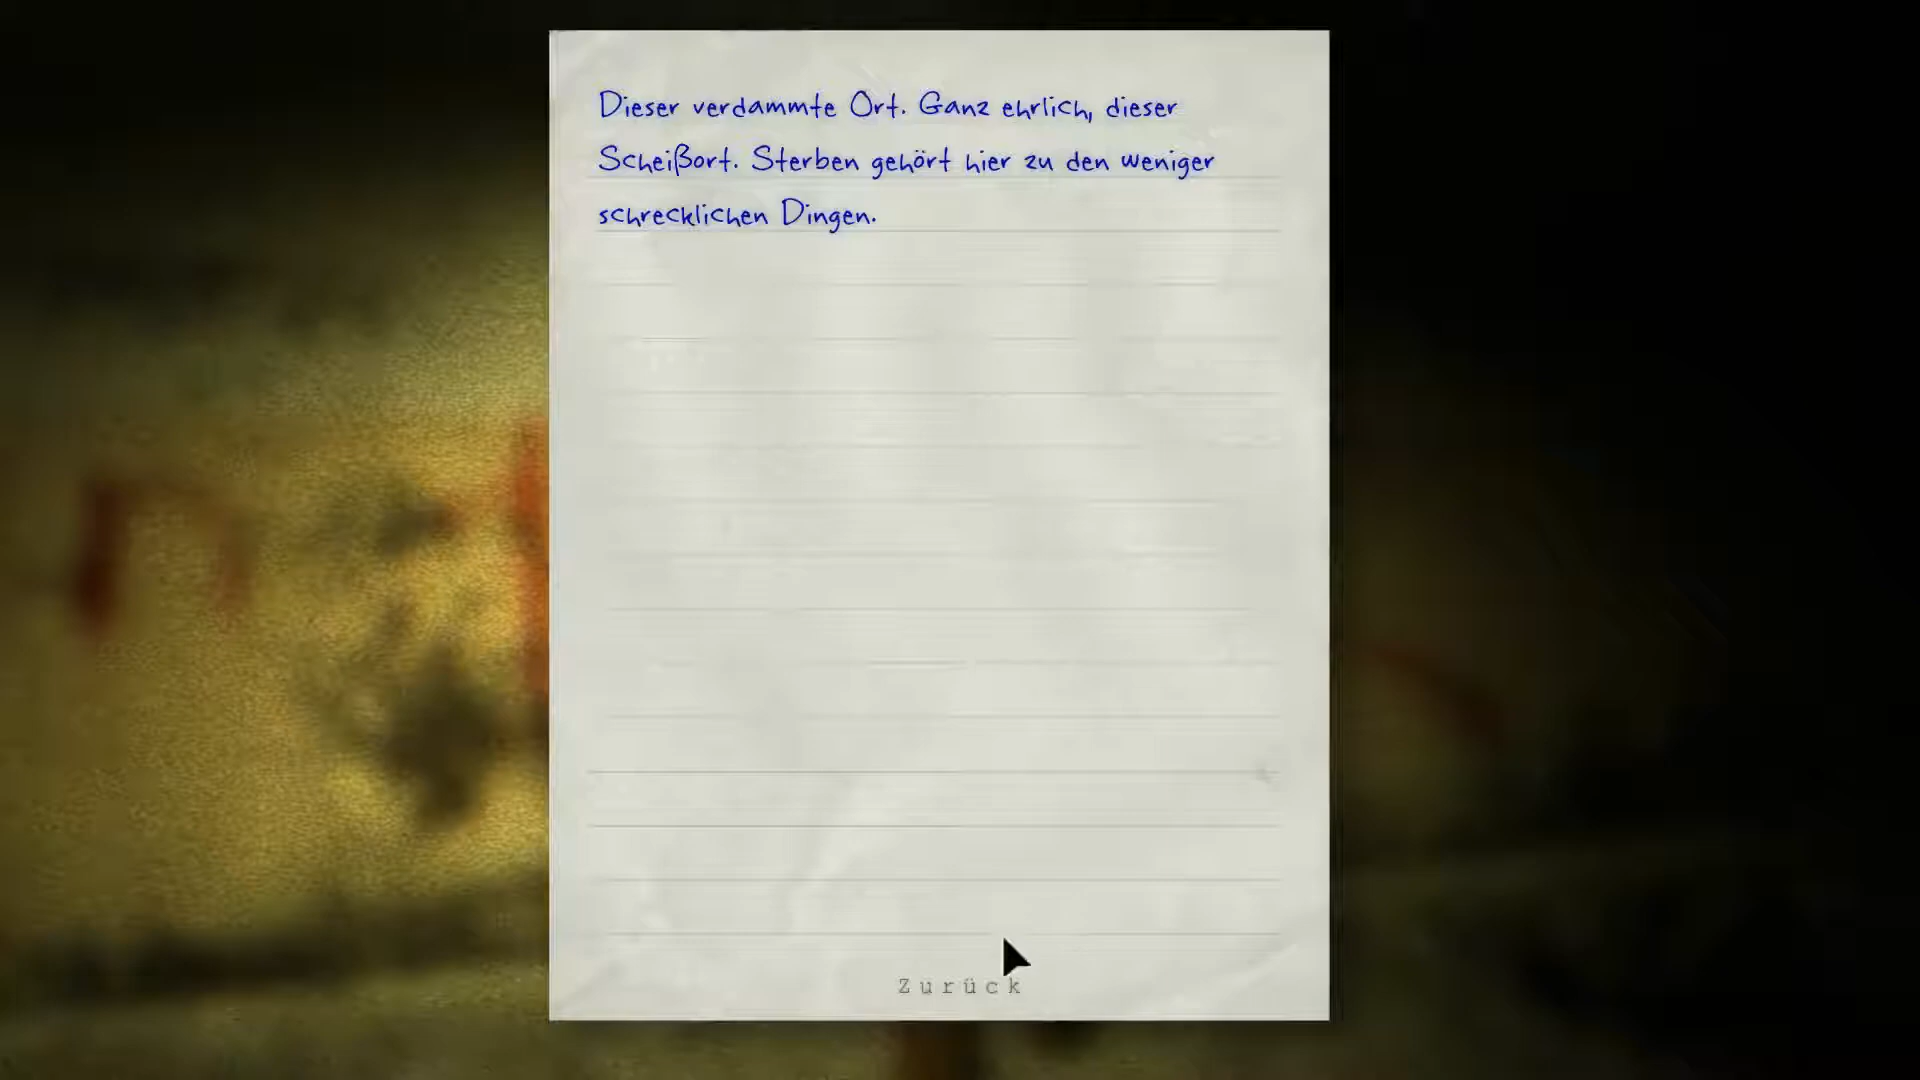 Dieser verdammte Ort. Ganz ehrlich, dieser
Scheißort. Sterben gehört hier zu den weniger
schrecklichen Dingen.
Zurück